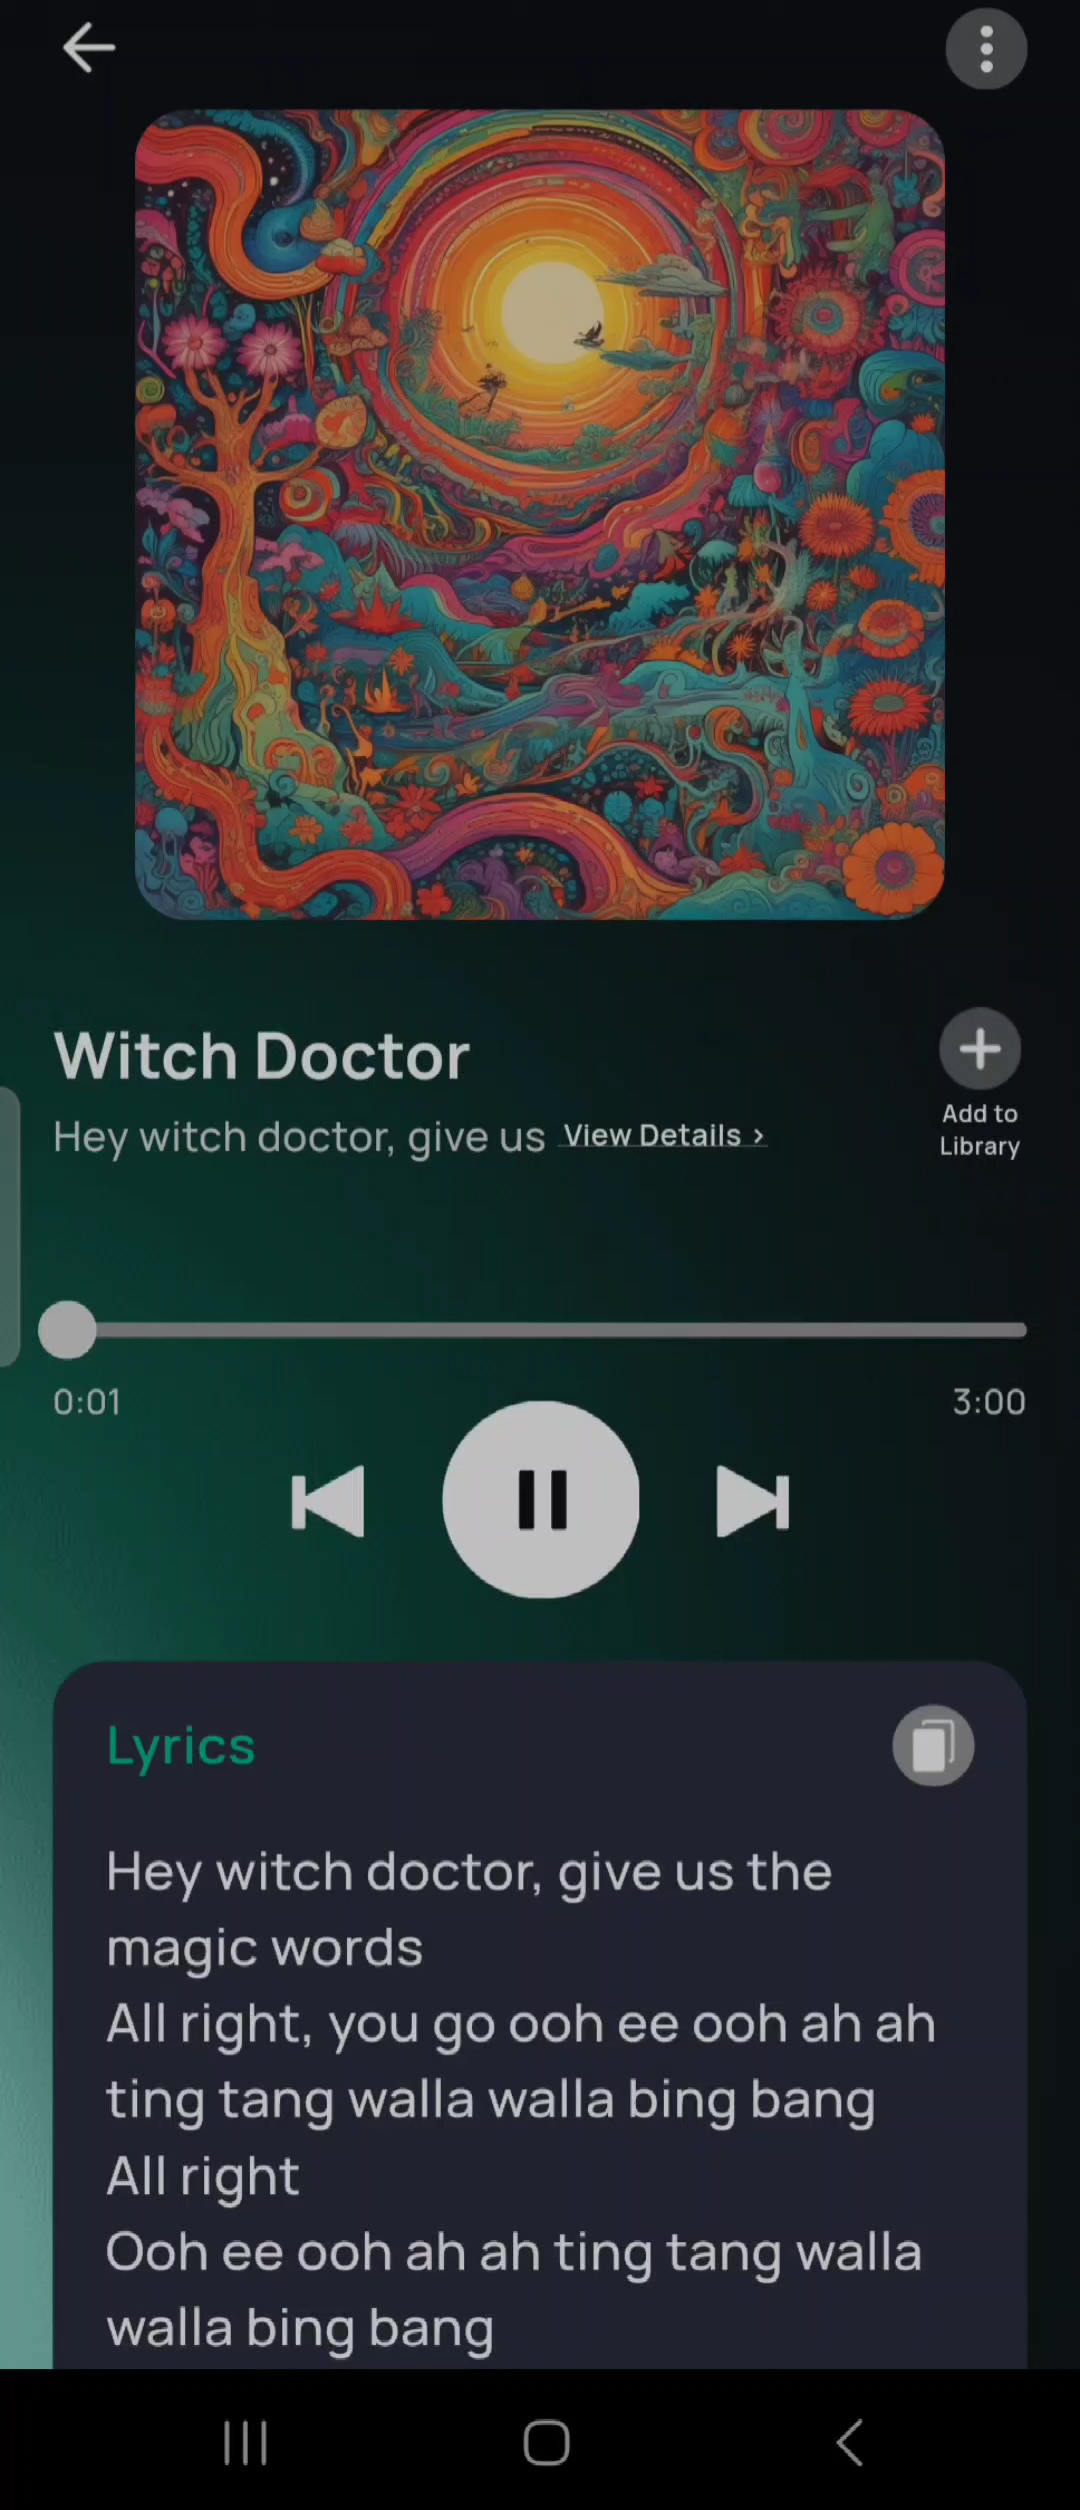 Witch Doctor
Hey witch doctor, give us View Details >
Add to
Library
0:01
3:00
Lyrics
Hey witch doctor, give us the
magic words
All right, you go ooh ee ooh ah ah
ting tang walla walla bing bang
All right
Ooh ee ooh ah ah ting tang walla
walla bing bang